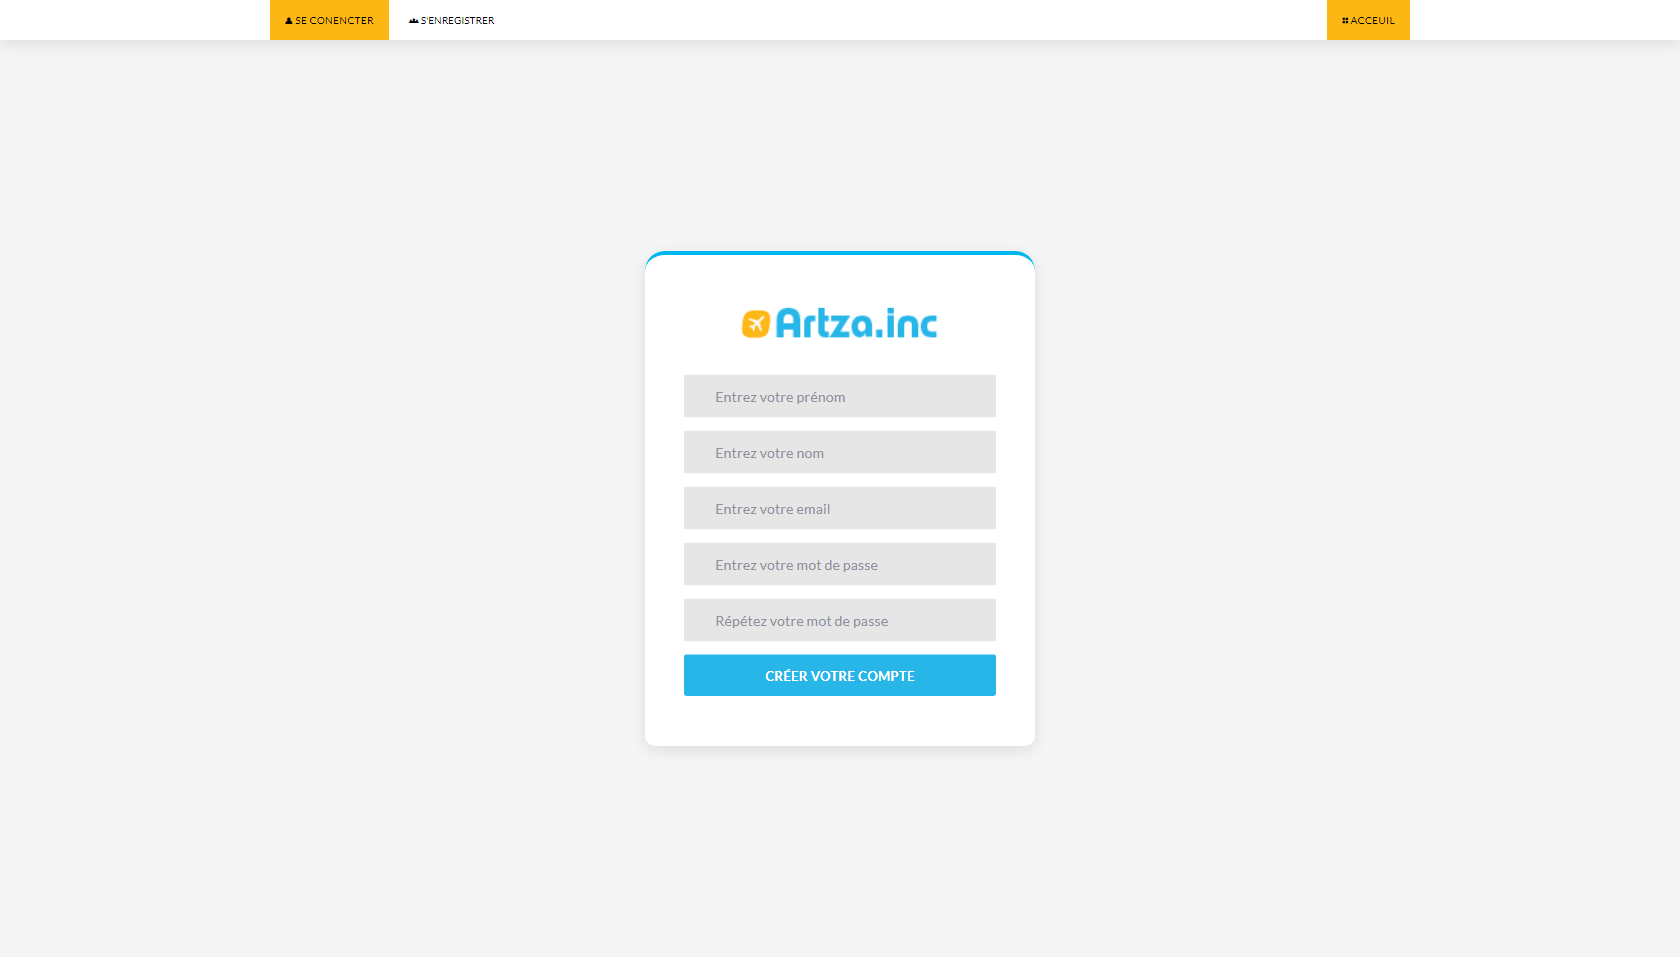 SE CONENCTER
S'ENREGISTRER
ACCEUIL
Artza.inc
Entrez votre prénom
Entrez votre nom
Entrez votre email
Entrez votre mot de passe
Répétez votre mot de passe
CRÉER VOTRE COMPTE